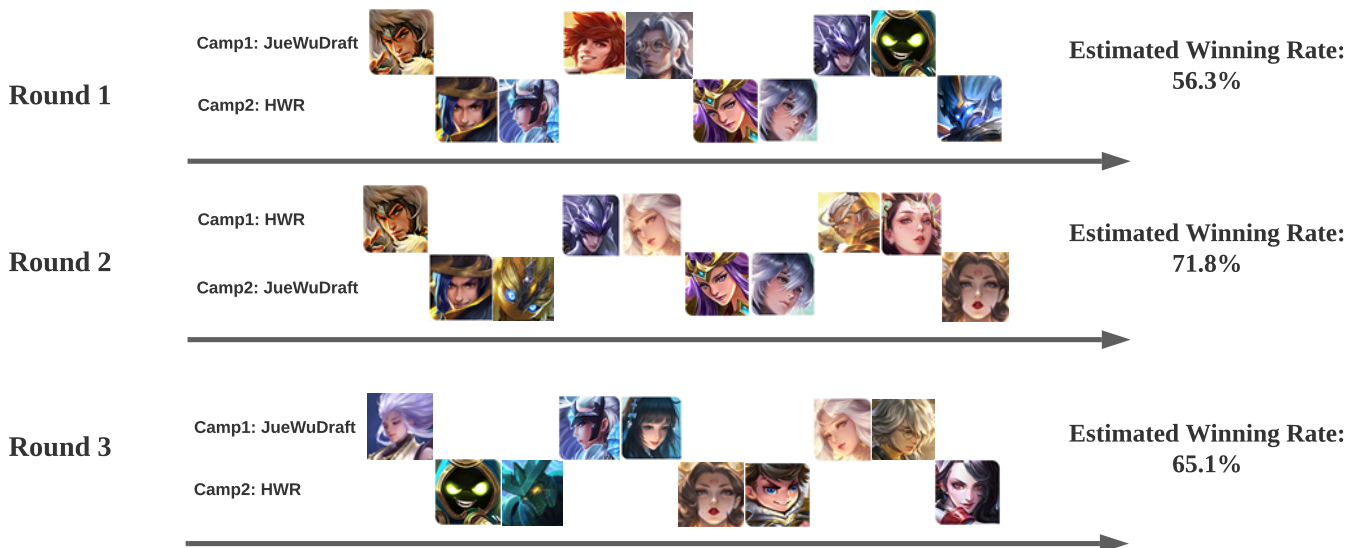 Camp1: JueWuDraft
Estimated Winning Rate:
56.3%
Round 1
Camp2: HWR
Camp1: HWR
Estimated Winning Rate:
71.8%
Round 2
Camp2: JueWuDraft
Camp1: JueWuDraft
Estimated Winning Rate:
65.1%
Round 3
Camp2: HWR